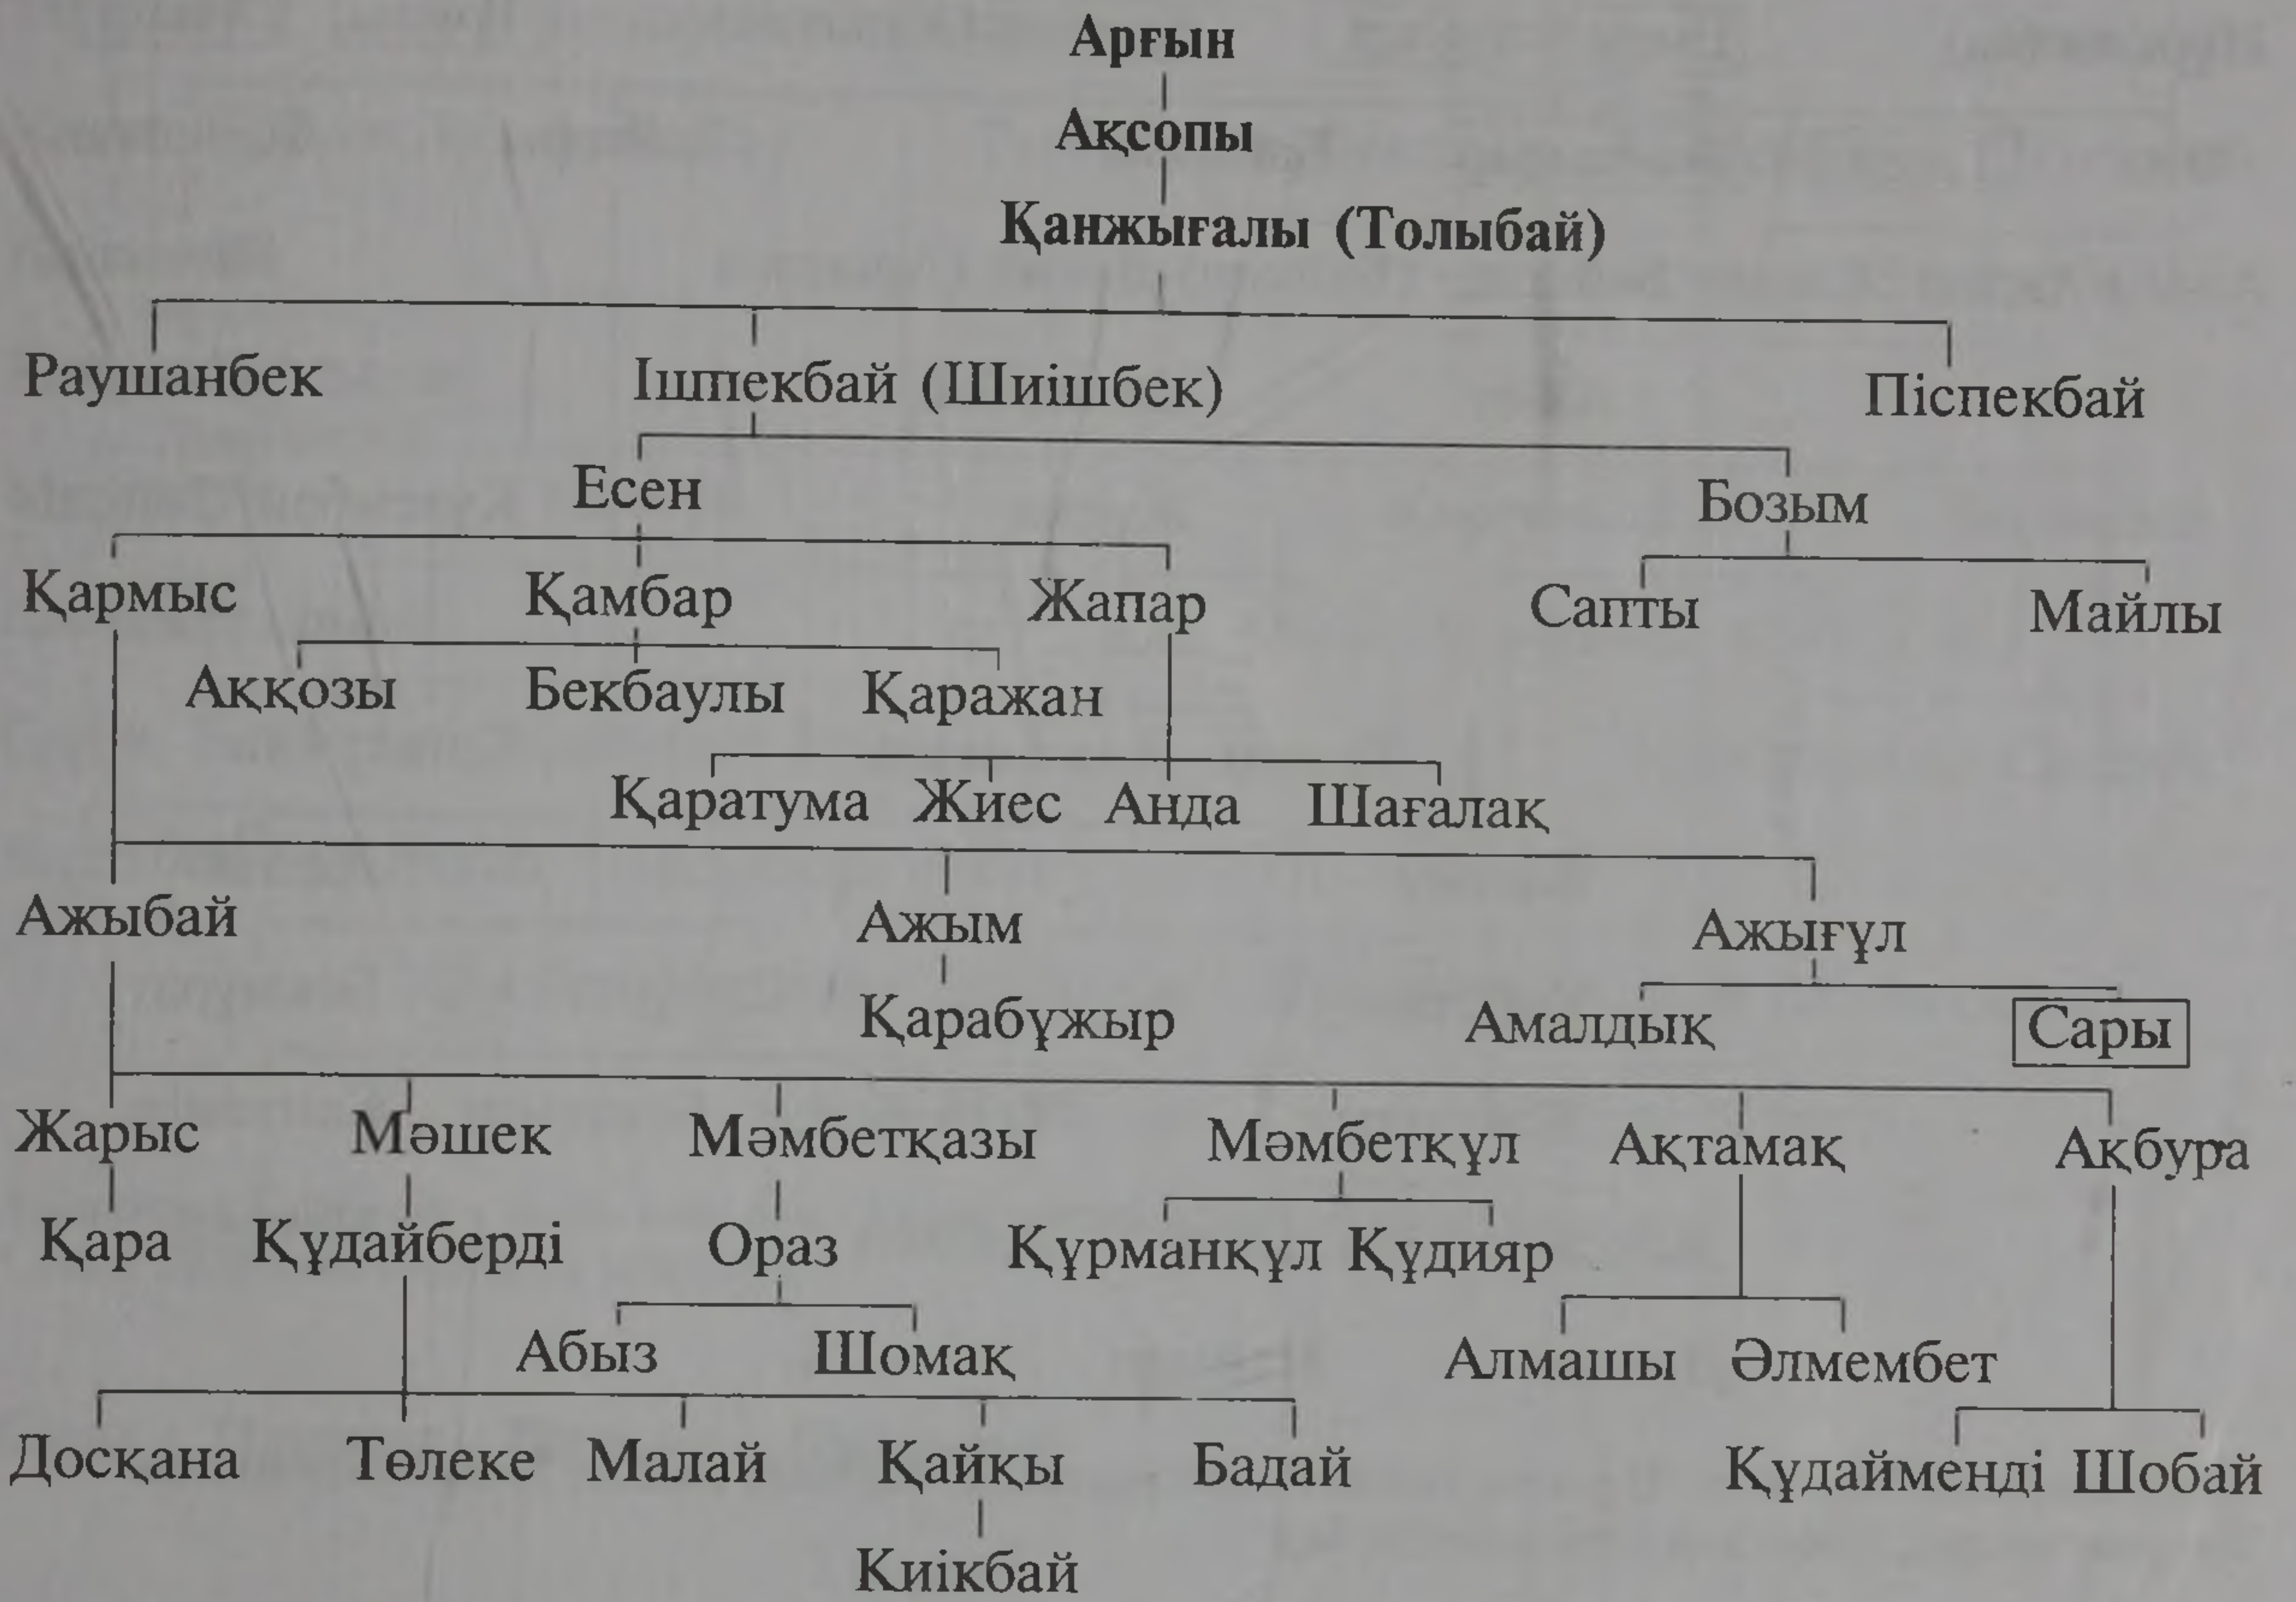 Арғын
Ақсопы
Қанжығалы (Толыбай)
Раушанбек Іштекбай (Шиішбек) Піспекбай
Есен Бозым
Қармыс Қамбар Жапар Сапты Майлы
Аққозы Бекбаулы Қаражан
Қаратума Жиес Анда Шағалақ
Ажыбай Ажым Ажығұл
Қарабұжыр Амалдық Сары
Жарыс Мәшек Мәмбетқазы Мәмбетқұл Ақтамақ Ақбура
Қара Құдайберді Ораз Құрманқұл Құдияр
Абыз Шомақ Алмашы Әлмембет
Досқана Төлеке Малай Қайқы Бадай Құдайменді Шобай
Киікбай